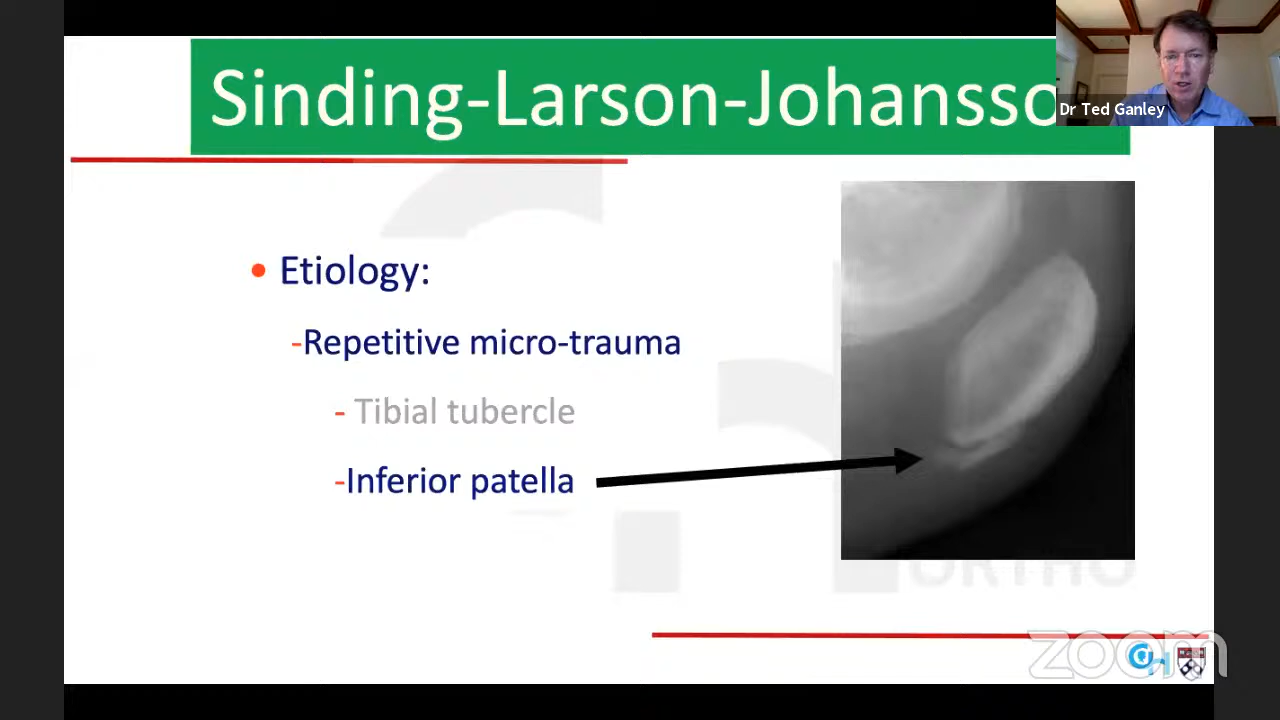 Sinding-Larson-Johansso
Dr Ted Ganley
• Etiology:
-Repetitive micro-trauma
- Tibial tubercle
-Inferior patella
ORTHO
zoom